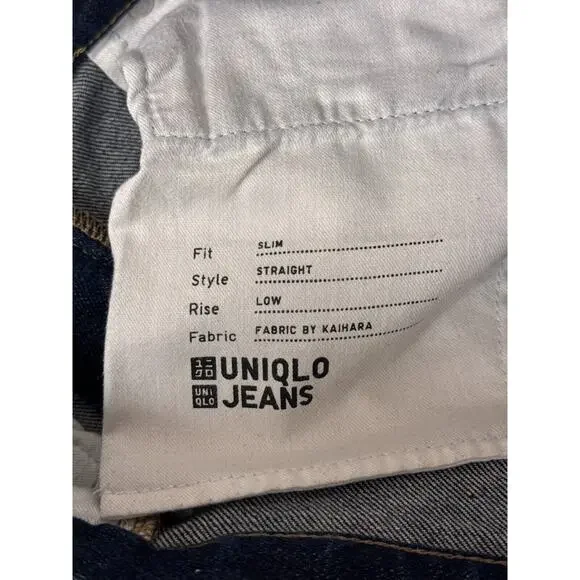 Fit SLIM
Style STRAIGHT
Rise LOW
Fabric FABRIC BY KAIHARA
ユニクロ UNIQLO
UNI QLO JEANS